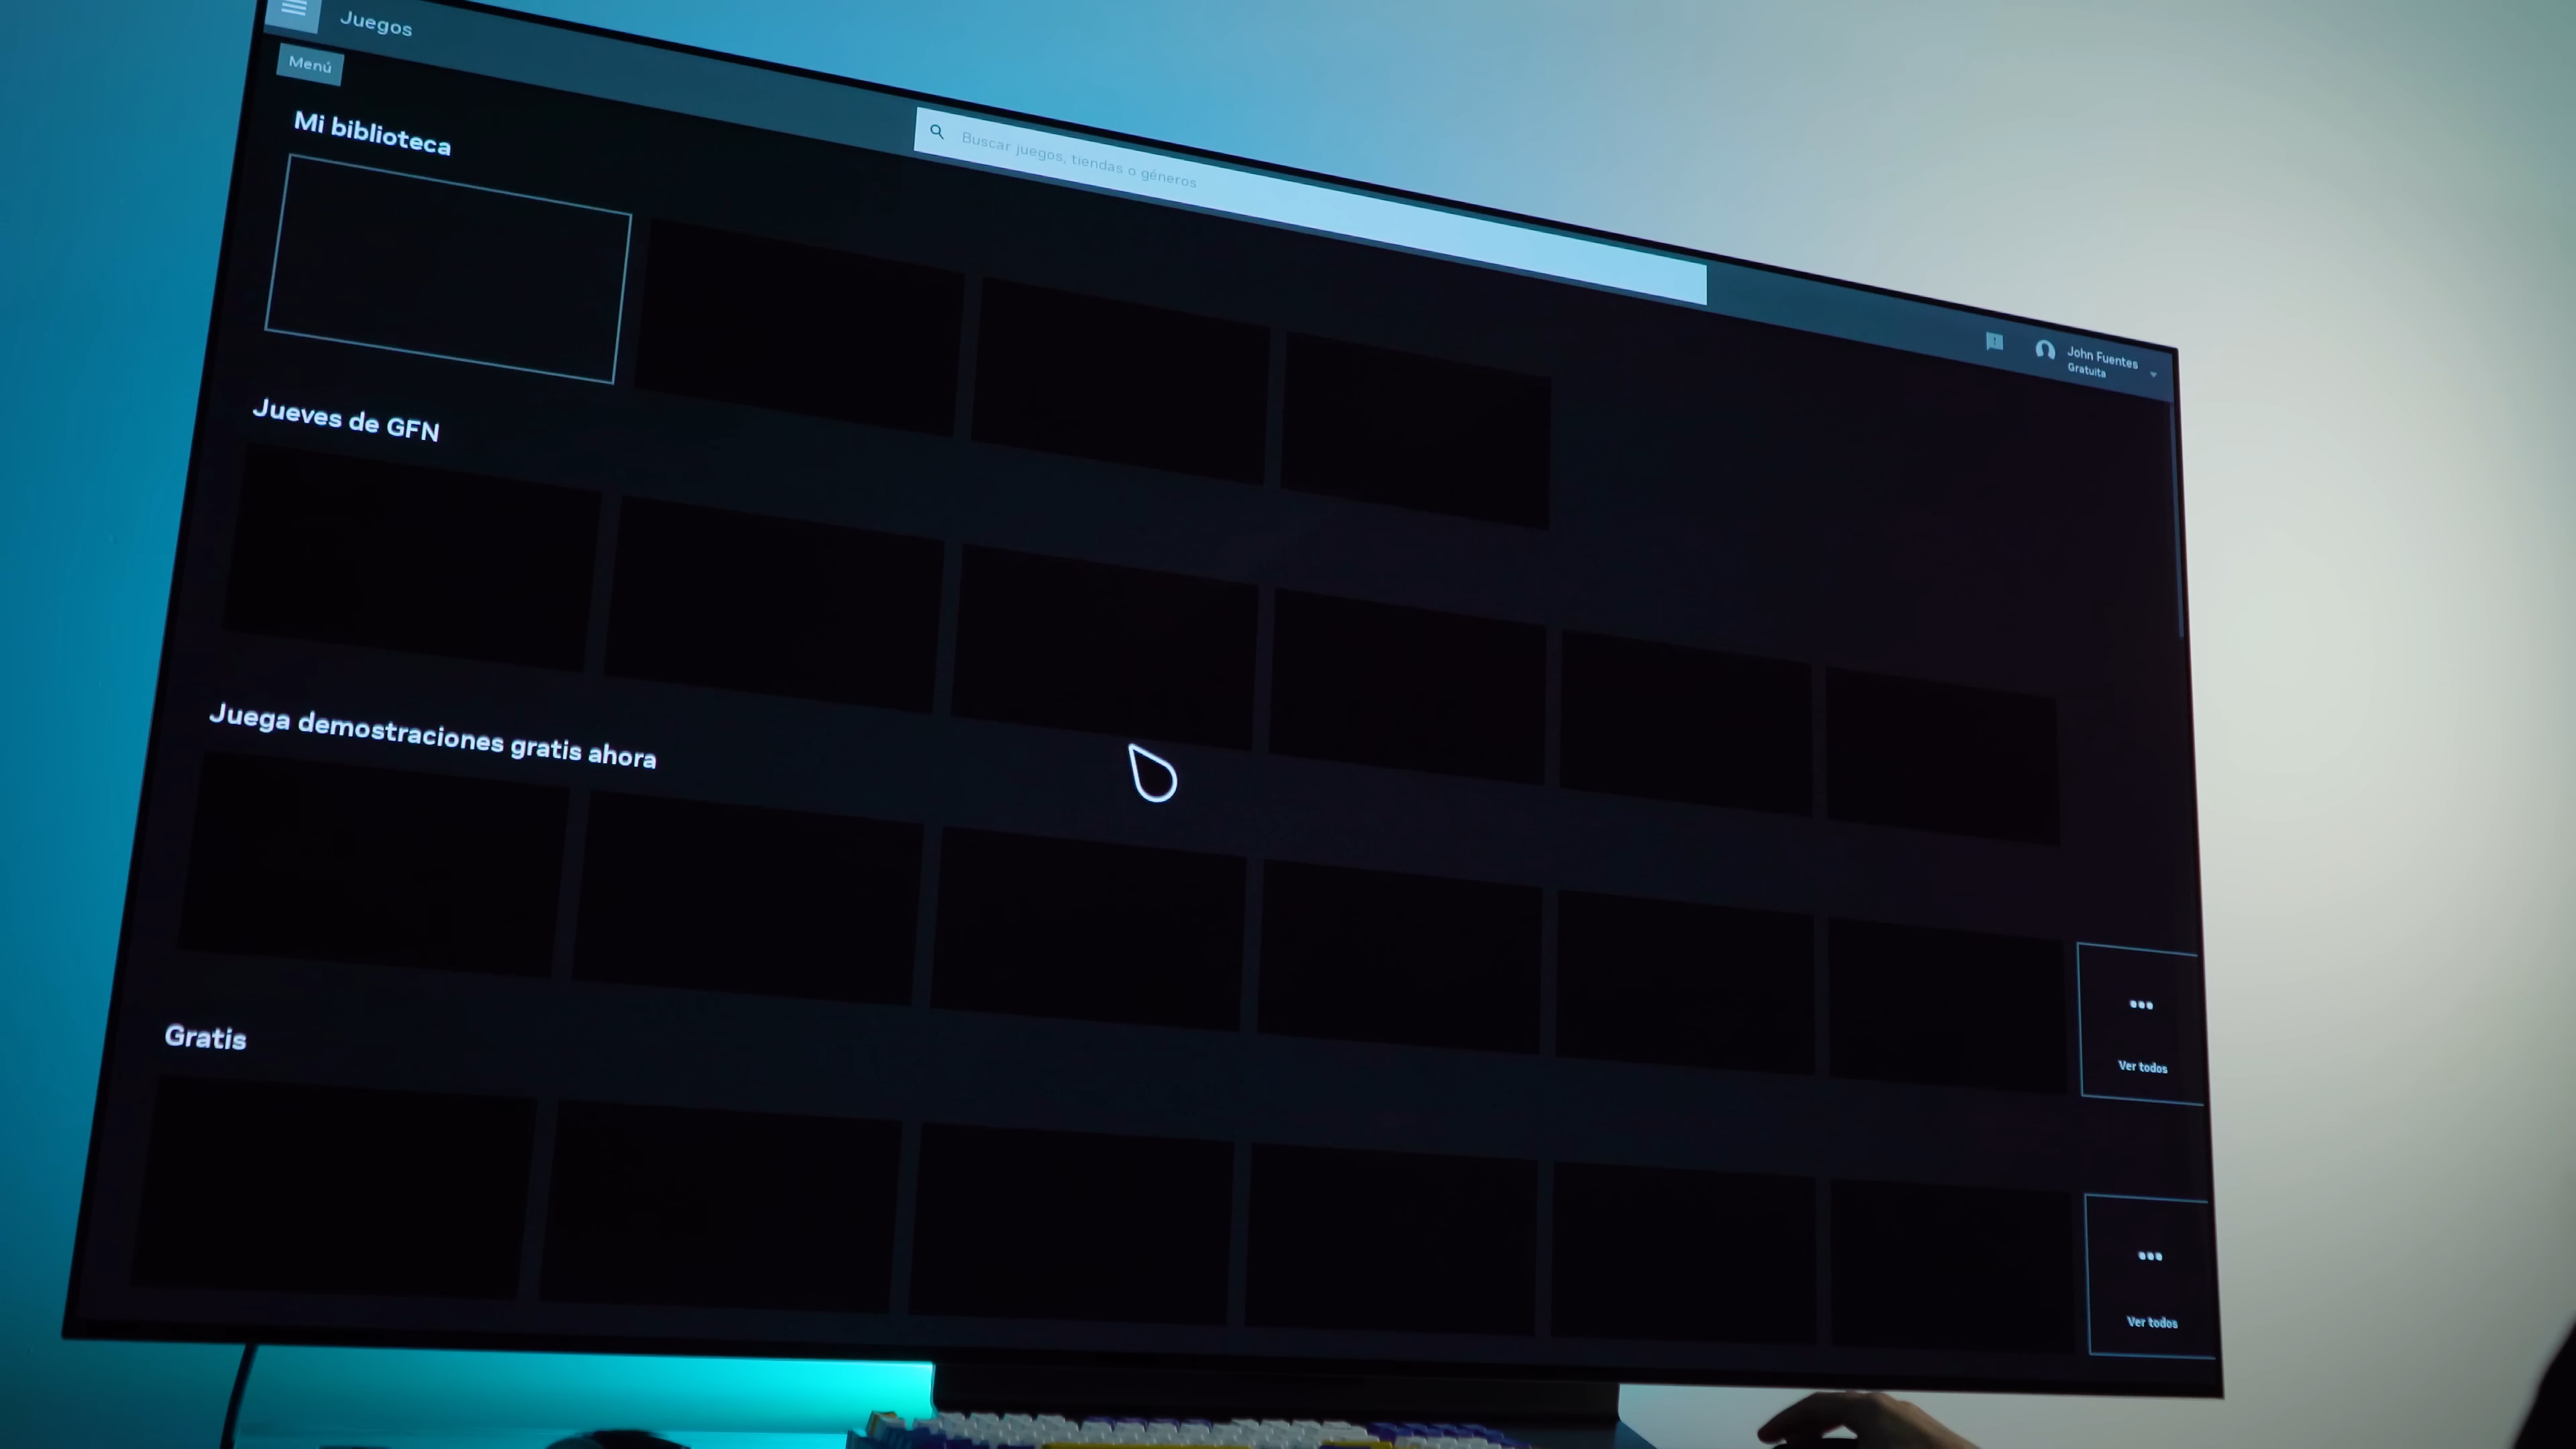 Juegos
Menú
Buscar juegos, tiendas o géneros
John Fuentes
Gratuita
Mi biblioteca
Jueves de GFN
Juega demostraciones gratis ahora
Ver todos
Gratis
Ver todos